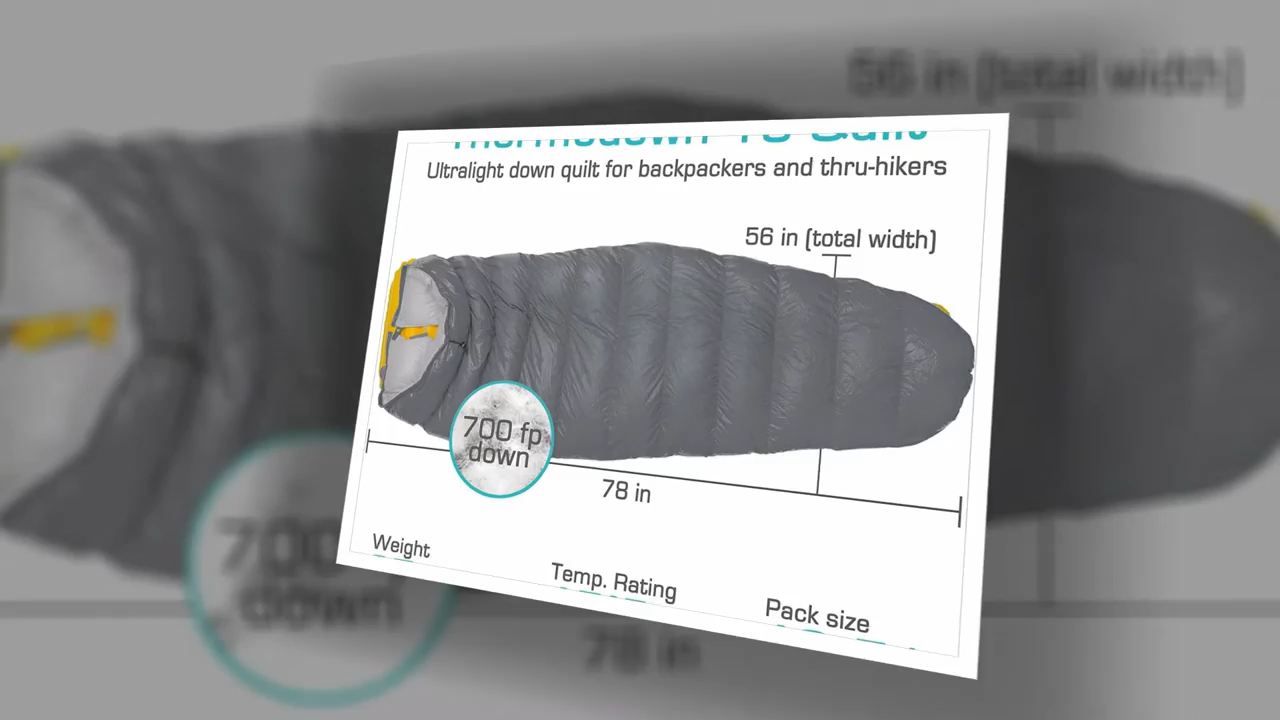 Ultralight down quilt for backpackers and thru-hikers
56 in (total width)
700 fp
down
78 in
Weight
Temp. Rating
Pack size